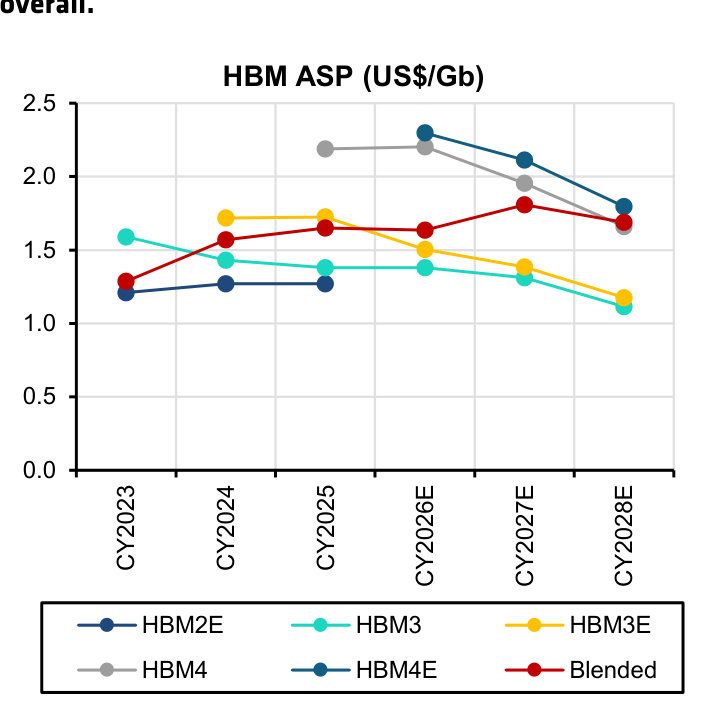 overall.
HBM ASP (US$/Gb)
2.5
2.0
1.5
1.0
0.5
0.0
CY2023
CY2024
CY2025
CY2026E
CY2027E
CY2028E
HBM2E HBM3 HBM3E
HBM4 HBM4E Blended